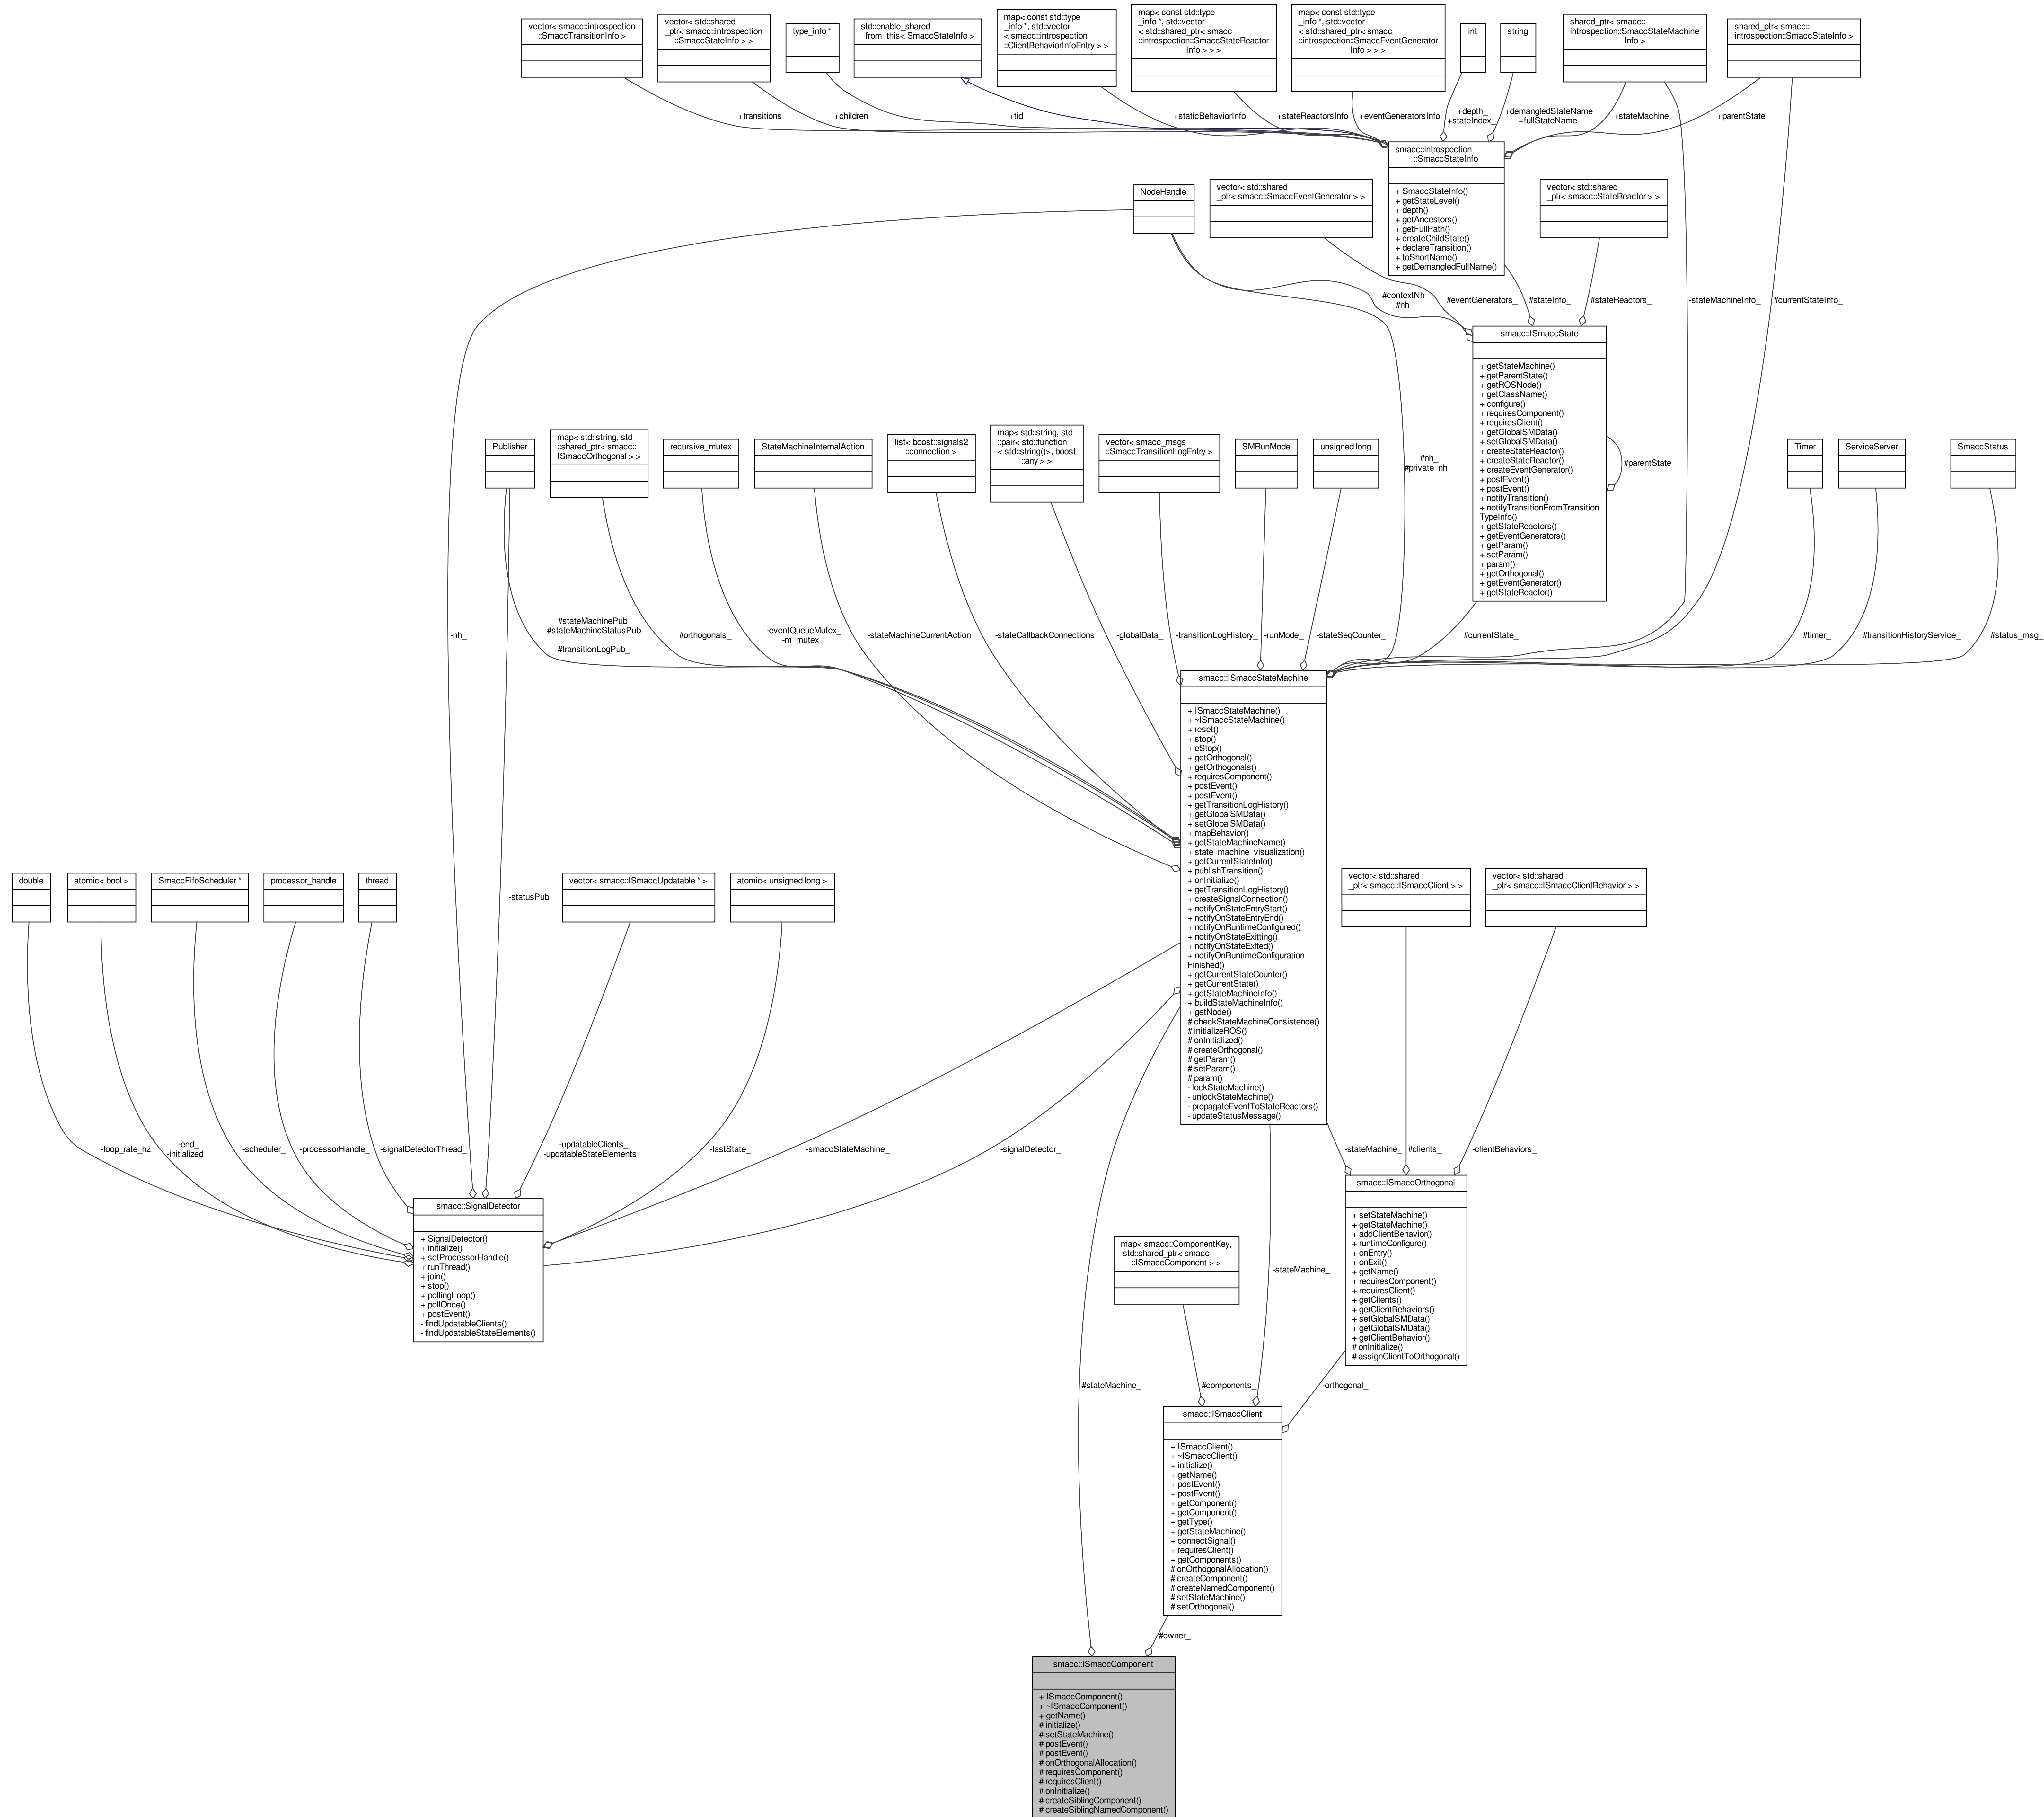 vector< smacc::introspection
::SmaccTransitionInfo >
vector< std::shared
_ptr< smacc::introspection
::SmaccStateInfo > >
type_info *
std::enable_shared
_from_this< SmaccStateInfo >
map< const std::type
_info *, std::vector
< smacc::introspection
::ClientBehaviorInfoEntry > >
map< const std::type
_info *, std::vector
< std::shared_ptr< smacc
::introspection::SmaccStateReactor
Info > > >
map< const std::type
_info *, std::vector
< std::shared_ptr< smacc
::introspection::SmaccEventGenerator
Info > > >
int
string
shared_ptr< smacc::
introspection::SmaccStateMachine
Info >
shared_ptr< smacc::
introspection::SmaccStateInfo >
+transitions_
+children_
+tid_
+staticBehaviorInfo
+stateReactorsInfo
+eventGeneratorsInfo
+depth_
+stateIndex_
+demangledStateName
+fullStateName
+stateMachine_
+parentState_
smacc::introspection
::SmaccStateInfo
+ SmaccStateInfo()
+ getStateLevel()
+ depth()
+ getAncestors()
+ getFullPath()
+ createChildState()
+ declareTransition()
+ toShortName()
+ getDemangledFullName()
NodeHandle
vector< std::shared
_ptr< smacc::SmaccEventGenerator > >
vector< std::shared
_ptr< smacc::StateReactor > >
#contextNh
#nh
#eventGenerators_
#stateInfo_
#stateReactors_
-stateMachineInfo_
#currentStateInfo_
smacc::ISmaccState
+ getStateMachine()
+ getParentState()
+ getROSNode()
+ getClassName()
+ configure()
+ requiresComponent()
+ requiresClient()
+ getGlobalSMData()
+ setGlobalSMData()
+ createStateReactor()
+ createStateReactor()
+ createEventGenerator()
+ postEvent()
+ postEvent()
+ notifyTransition()
+ notifyTransitionFromTransition
TypeInfo()
+ getStateReactors()
+ getEventGenerators()
+ getParam()
+ setParam()
+ param()
+ getOrthogonal()
+ getEventGenerator()
+ getStateReactor()
#parentState_
Publisher
map< std::string, std
::shared_ptr< smacc::
ISmaccOrthogonal > >
recursive_mutex
StateMachineInternalAction
list< boost::signals2
::connection >
map< std::string, std
::pair< std::function
< std::string()>, boost
::any > >
vector< smacc_msgs
::SmaccTransitionLogEntry >
SMRunMode
unsigned long
#nh_
#private_nh_
Timer
ServiceServer
SmaccStatus
-nh_
#stateMachinePub_
#stateMachineStatusPub
_
#transitionLogPub_
#orthogonals_
-eventQueueMutex_
-m_mutex_
-stateMachineCurrentAction
-stateCallbackConnections
-globalData_
-transitionLogHistory_
-runMode_
-stateSeqCounter_
#currentState_
#timer_
#transitionHistoryService_
#status_msg_
smacc::ISmaccStateMachine
+ ISmaccStateMachine()
+ ~ISmaccStateMachine()
+ reset()
+ stop()
+ eStop()
+ getOrthogonal()
+ getOrthogonals()
+ requiresComponent()
+ postEvent()
+ postEvent()
+ getTransitionLogHistory()
+ getGlobalSMData()
+ setGlobalSMData()
+ mapBehavior()
+ getStateMachineName()
+ state_machine_visualization()
+ getCurrentStateInfo()
+ publishTransition()
+ onInitialize()
+ getTransitionLogHistory()
+ createSignalConnection()
+ notifyOnStateEntryStart()
+ notifyOnStateEntryEnd()
+ notifyOnRuntimeConfigured()
+ notifyOnStateExitting()
+ notifyOnStateExited()
+ notifyOnRuntimeConfiguration
Finished()
+ getCurrentStateCounter()
+ getCurrentState()
+ getStateMachineInfo()
+ buildStateMachineInfo()
+ getNode()
# checkStateMachineConsistence()
# initializeROS()
# onInitialized()
# createOrthogonal()
# getParam()
# setParam()
# param()
- lockStateMachine()
- unlockStateMachine()
- propagateEventToStateReactors()
- updateStatusMessage()
double
atomic< bool >
SmaccFifoScheduler *
processor_handle
thread
-statusPub_
vector< smacc::ISmaccUpdatable * >
atomic< unsigned long >
vector< std::shared
_ptr< smacc::ISmaccClient > >
vector< std::shared
_ptr< smacc::ISmaccClientBehavior > >
-loop_rate_hz
-end_
-initialized_
-scheduler_
-processorHandle_
-signalDetectorThread_
-updatableClients_
-updatableStateElements_
-lastState_
-smaccStateMachine_
-signalDetector_
-stateMachine_
#clients_
-clientBehaviors_
smacc::SignalDetector
+ SignalDetector()
+ initialize()
+ setProcessorHandle()
+ runThread()
+ join()
+ stop()
+ pollingLoop()
+ pollOnce()
+ postEvent()
- findUpdatableClients()
- findUpdatableStateElements()
smacc::ISmaccOrthogonal
+ setStateMachine()
+ getStateMachine()
+ addClientBehavior()
+ runtimeConfigure()
+ onEntry()
+ onExit()
+ getName()
+ requiresComponent()
+ requiresClient()
+ getClients()
+ getClientBehaviors()
+ setGlobalSMData()
+ getGlobalSMData()
+ getClientBehavior()
# onInitialize()
# assignClientToOrthogonal()
map< smacc::ComponentKey,
std::shared_ptr< smacc
::ISmaccComponent > >
-stateMachine_
#stateMachine_
#components_
-orthogonal_
smacc::ISmaccClient
+ ISmaccClient()
+ ~ISmaccClient()
+ initialize()
+ getName()
+ postEvent()
+ postEvent()
+ getComponent()
+ getComponent()
+ getType()
+ getStateMachine()
+ connectSignal()
+ requiresClient()
+ getComponents()
# onOrthogonalAllocation()
# createComponent()
# createNamedComponent()
# setStateMachine()
# setOrthogonal()
#owner_
smacc::ISmaccComponent
+ ISmaccComponent()
+ ~ISmaccComponent()
+ getName()
# initialize()
# setStateMachine()
# postEvent()
# postEvent()
# onOrthogonalAllocation()
# requiresComponent()
# requiresClient()
# onInitialize()
# createSiblingComponent()
# createSiblingNamedComponent()